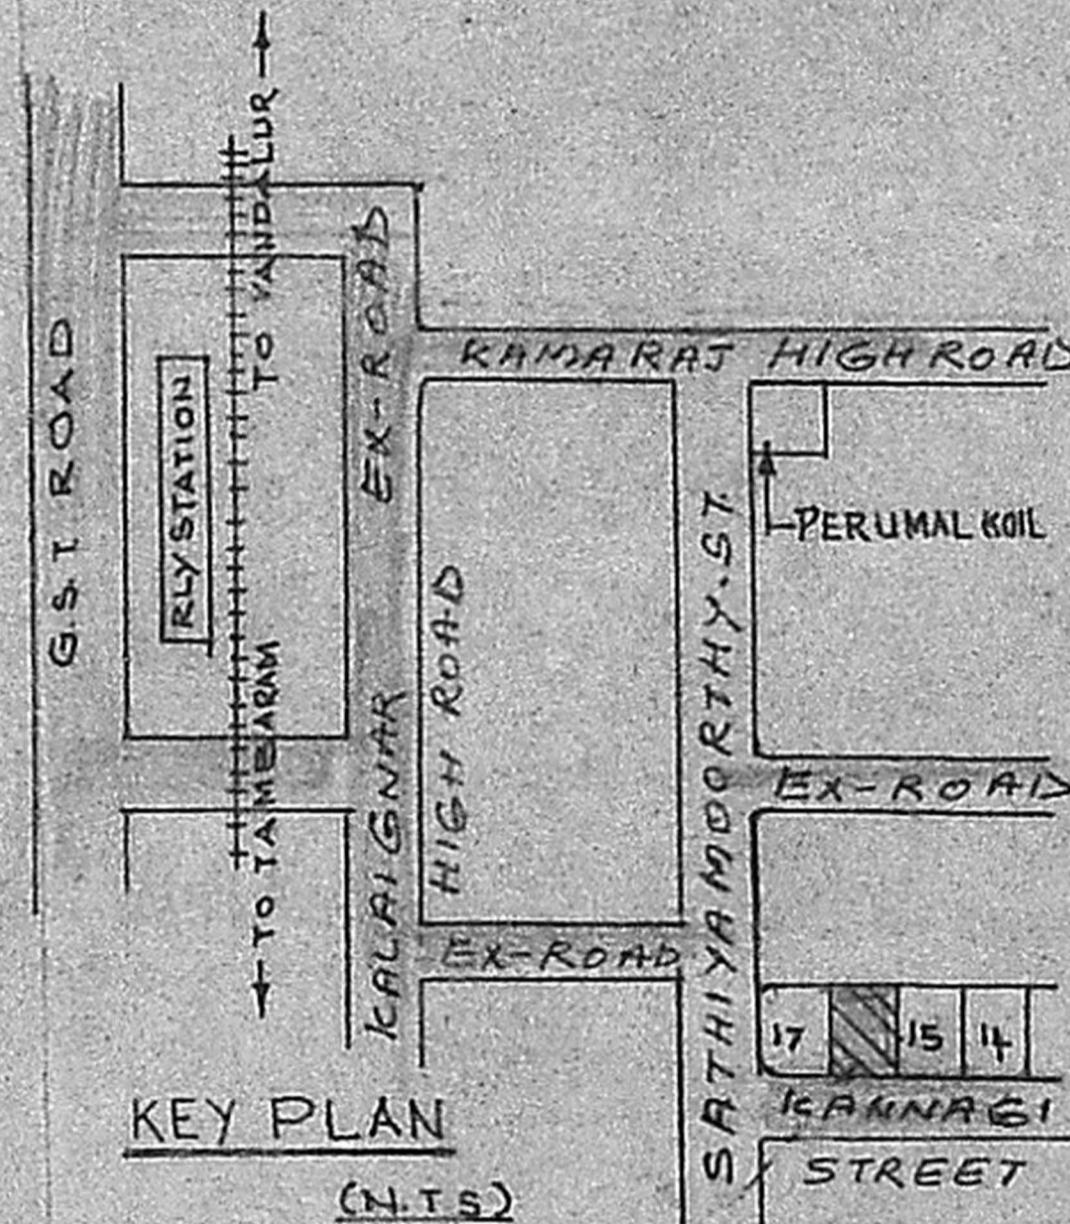 G.S.T. ROAD
RLY STATION
TO VANDALUR
TO TAMBARAM
EX-ROAD
KALAIGNAR
HIGH ROAD
KAMARAJ HIGH ROAD
PERUMAL KOIL
SATHIYAMOORTHY.ST.
EX-ROAD
EX-ROAD
17 15 14
KANNAGI
STREET
KEY PLAN
(N.T.S)